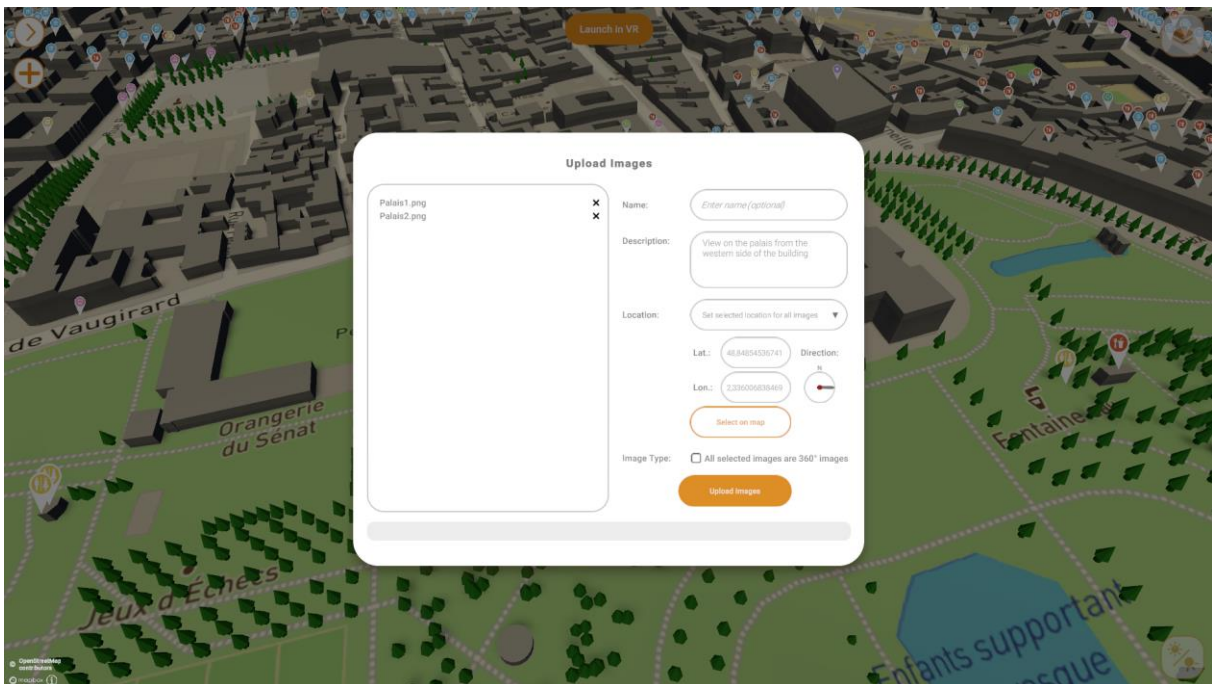 Launch in VR
Upload Images
Palais1.png
Palais2.png
Name:
Enter name (optional)
Description:
View on the palais from the
western side of the building
Location:
Set selected location for all images
Lat.:
48,84854536741
Direction:
N
Lon.:
2,336006838469
Select on map
Image Type:
All selected images are 360° images
Upload Images
de Vaugirard
Orangerie
du Sénat
Fontaine
Jeux d'Échecs
Enfants supportant
© OpenStreetMap
contributors
mapbox